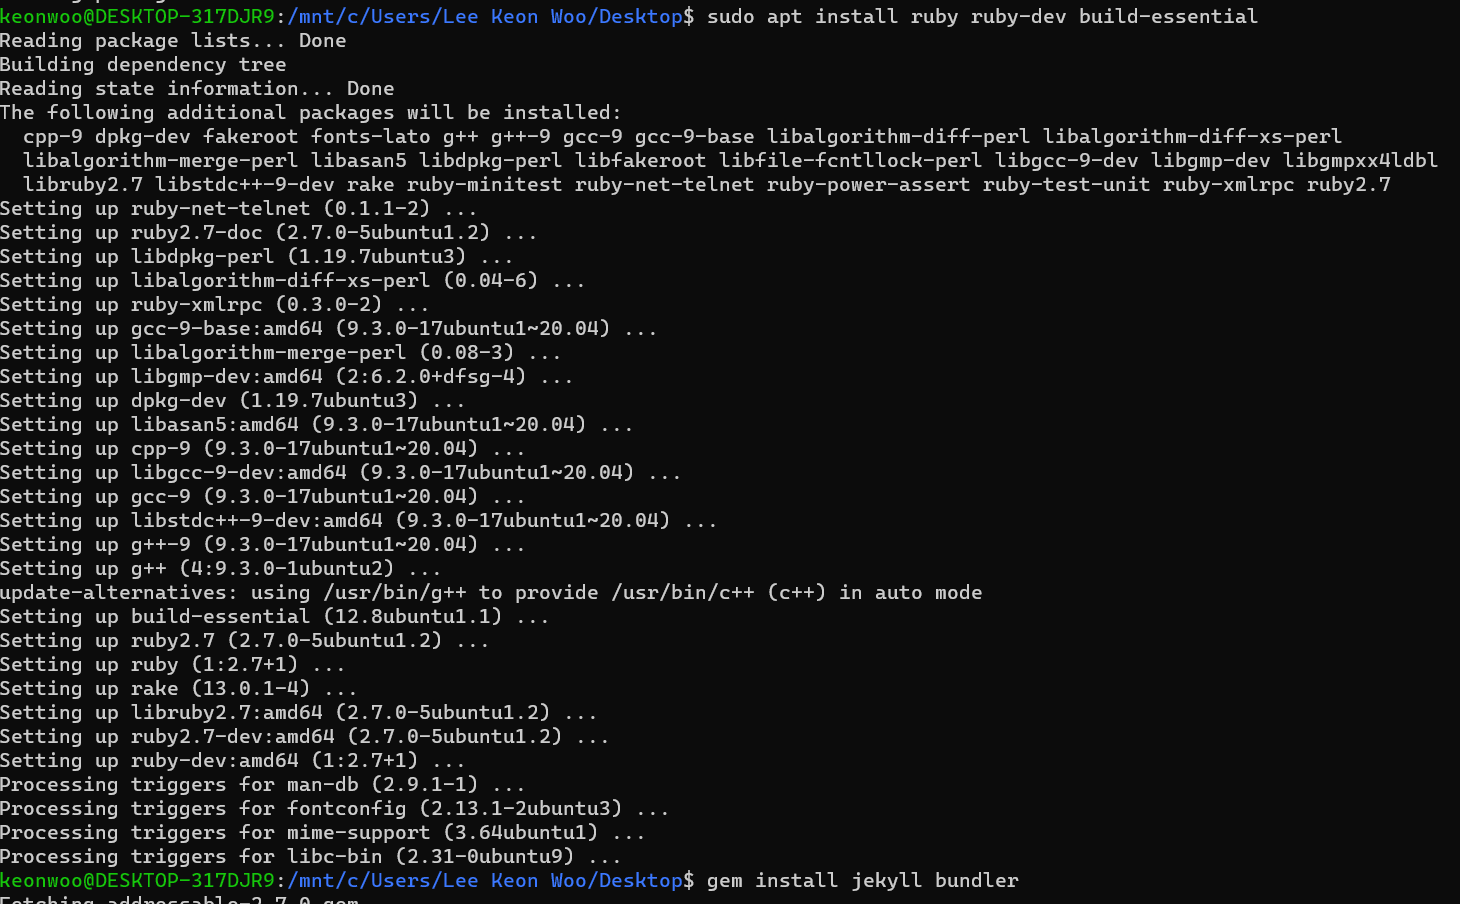 keonwoo@DESKTOP-317DJR9:/mnt/c/Users/Lee Keon Woo/Desktop$ sudo apt install ruby ruby-dev build-essential
Reading package lists... Done
Building dependency tree
Reading state information... Done
The following additional packages will be installed:
  cpp-9 dpkg-dev fakeroot fonts-lato g++ g++-9 gcc-9 gcc-9-base libalgorithm-diff-perl libalgorithm-diff-xs-perl
  libalgorithm-merge-perl libasan5 libdpkg-perl libfakeroot libfile-fcntllock-perl libgcc-9-dev libgmp-dev libgmpxx4ldbl
  libruby2.7 libstdc++-9-dev rake ruby-minitest ruby-net-telnet ruby-power-assert ruby-test-unit ruby-xmlrpc ruby2.7
Setting up ruby-net-telnet (0.1.1-2) ...
Setting up ruby2.7-doc (2.7.0-5ubuntu1.2) ...
Setting up libdpkg-perl (1.19.7ubuntu3) ...
Setting up libalgorithm-diff-xs-perl (0.04-6) ...
Setting up ruby-xmlrpc (0.3.0-2) ...
Setting up gcc-9-base:amd64 (9.3.0-17ubuntu1~20.04) ...
Setting up libalgorithm-merge-perl (0.08-3) ...
Setting up libgmp-dev:amd64 (2:6.2.0+dfsg-4) ...
Setting up dpkg-dev (1.19.7ubuntu3) ...
Setting up libasan5:amd64 (9.3.0-17ubuntu1~20.04) ...
Setting up cpp-9 (9.3.0-17ubuntu1~20.04) ...
Setting up libgcc-9-dev:amd64 (9.3.0-17ubuntu1~20.04) ...
Setting up gcc-9 (9.3.0-17ubuntu1~20.04) ...
Setting up libstdc++-9-dev:amd64 (9.3.0-17ubuntu1~20.04) ...
Setting up g++-9 (9.3.0-17ubuntu1~20.04) ...
Setting up g++ (4:9.3.0-1ubuntu2) ...
update-alternatives: using /usr/bin/g++ to provide /usr/bin/c++ (c++) in auto mode
Setting up build-essential (12.8ubuntu1.1) ...
Setting up ruby2.7 (2.7.0-5ubuntu1.2) ...
Setting up ruby (1:2.7+1) ...
Setting up rake (13.0.1-4) ...
Setting up libruby2.7:amd64 (2.7.0-5ubuntu1.2) ...
Setting up ruby2.7-dev:amd64 (2.7.0-5ubuntu1.2) ...
Setting up ruby-dev:amd64 (1:2.7+1) ...
Processing triggers for man-db (2.9.1-1) ...
Processing triggers for fontconfig (2.13.1-2ubuntu3) ...
Processing triggers for mime-support (3.64ubuntu1) ...
Processing triggers for libc-bin (2.31-0ubuntu9) ...
keonwoo@DESKTOP-317DJR9:/mnt/c/Users/Lee Keon Woo/Desktop$ gem install jekyll bundler
Fetching addressable-2.7.0.gem